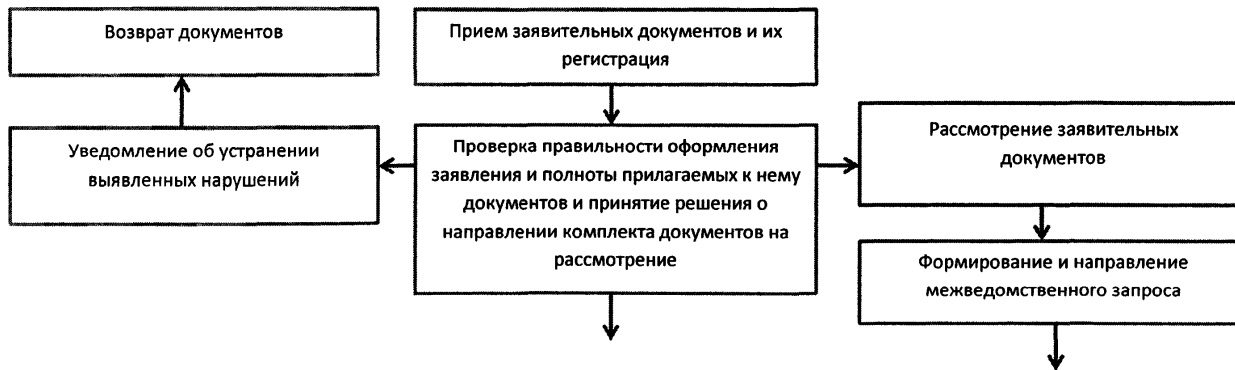 Возврат документов
Прием заявительных документов и их
регистрация
Уведомление об устранении
выявленных нарушений
Проверка правильности оформления
заявления и полноты прилагаемых к нему
документов и принятие решения о
направлении комплекта документов на
рассмотрение
Рассмотрение заявительных
документов
Формирование и направление
межведомственного запроса